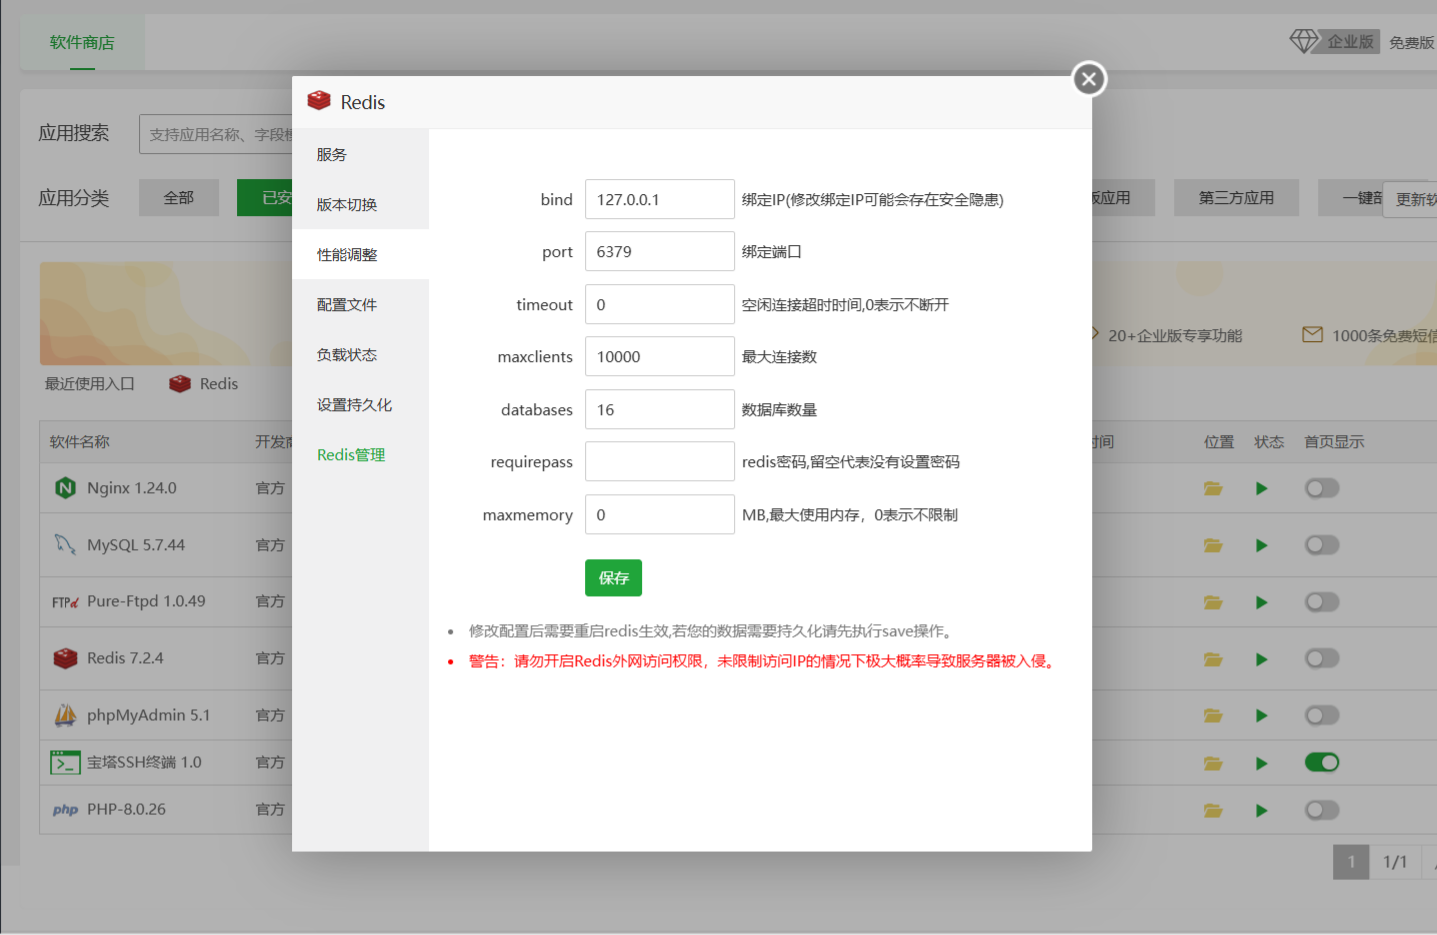 软件商店
企业版 免费版
Redis
应用搜索
支持应用名称、字段
应用分类 全部 已安 应用 第三方应用 一键部 更新软
服务
版本切换
性能调整
配置文件
负载状态
设置持久化
Redis管理
bind 127.0.0.1 绑定IP(修改绑定IP可能会存在安全隐患)
port 6379 绑定端口
timeout 0 空闲连接超时时间,0表示不断开
maxclients 10000 最大连接数
databases 16 数据库数量
requirepass redis密码,留空代表没有设置密码
maxmemory 0 MB,最大使用内存，0表示不限制
保存
修改配置后需要重启redis生效,若您的数据需要持久化请先执行save操作。
警告：请勿开启Redis外网访问权限，未限制访问IP的情况下极大概率导致服务器被入侵。
20+企业版专享功能 1000条免费短信
最近使用入口 Redis
软件名称 开发商 时间 位置 状态 首页显示
Nginx 1.24.0 官方
MySQL 5.7.44 官方
FTPd Pure-Ftpd 1.0.49 官方
Redis 7.2.4 官方
phpMyAdmin 5.1 官方
宝塔SSH终端 1.0 官方
php PHP-8.0.26 官方
1 1/1